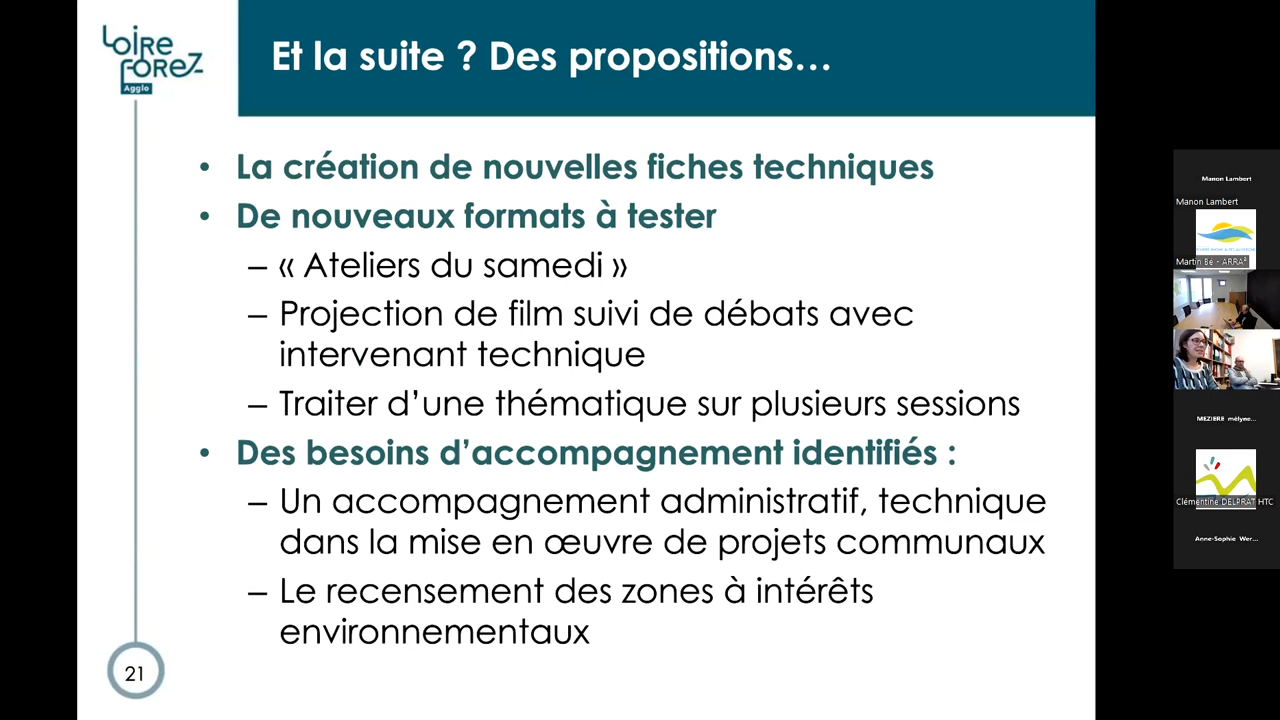 LOIRE
FOREZ
Agglo
Et la suite ? Des propositions…
• La création de nouvelles fiches techniques
• De nouveaux formats à tester
– « Ateliers du samedi »
– Projection de film suivi de débats avec
intervenant technique
– Traiter d’une thématique sur plusieurs sessions
• Des besoins d’accompagnement identifiés :
– Un accompagnement administratif, technique
dans la mise en œuvre de projets communaux
– Le recensement des zones à intérêts
environnementaux
21
Manon Lambert
Manon Lambert
Martin Bé - ARRA²
MEZIERE mélyne...
Clémentine DELPRAT HTC
Anne-Sophie Wer...